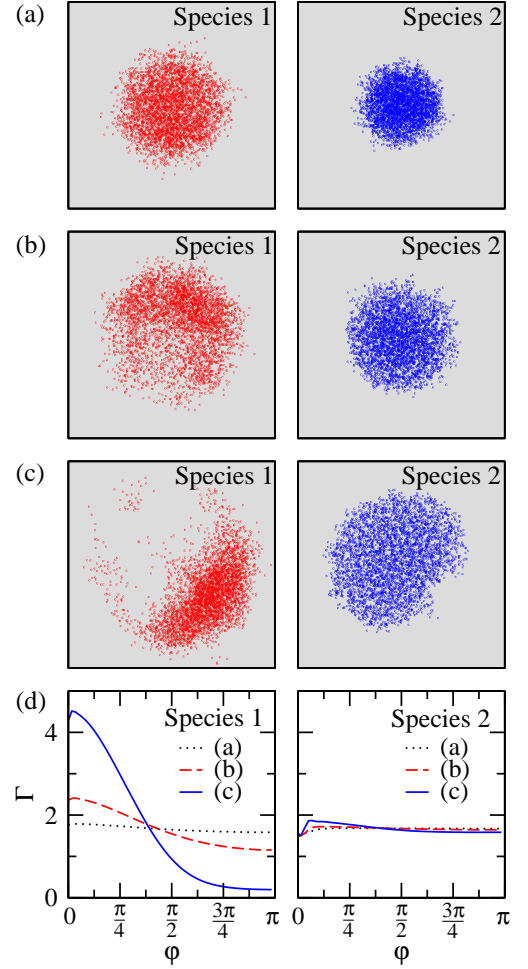 (a)
Species 1
Species 2
(b)
Species 1
Species 2
(c)
Species 1
Species 2
(d)
Species 1
(a)
(b)
(c)
Γ
4
2
0
0
π/4
π/2
3π/4
π
φ
Species 2
(a)
(b)
(c)
0
π/4
π/2
3π/4
π
φ